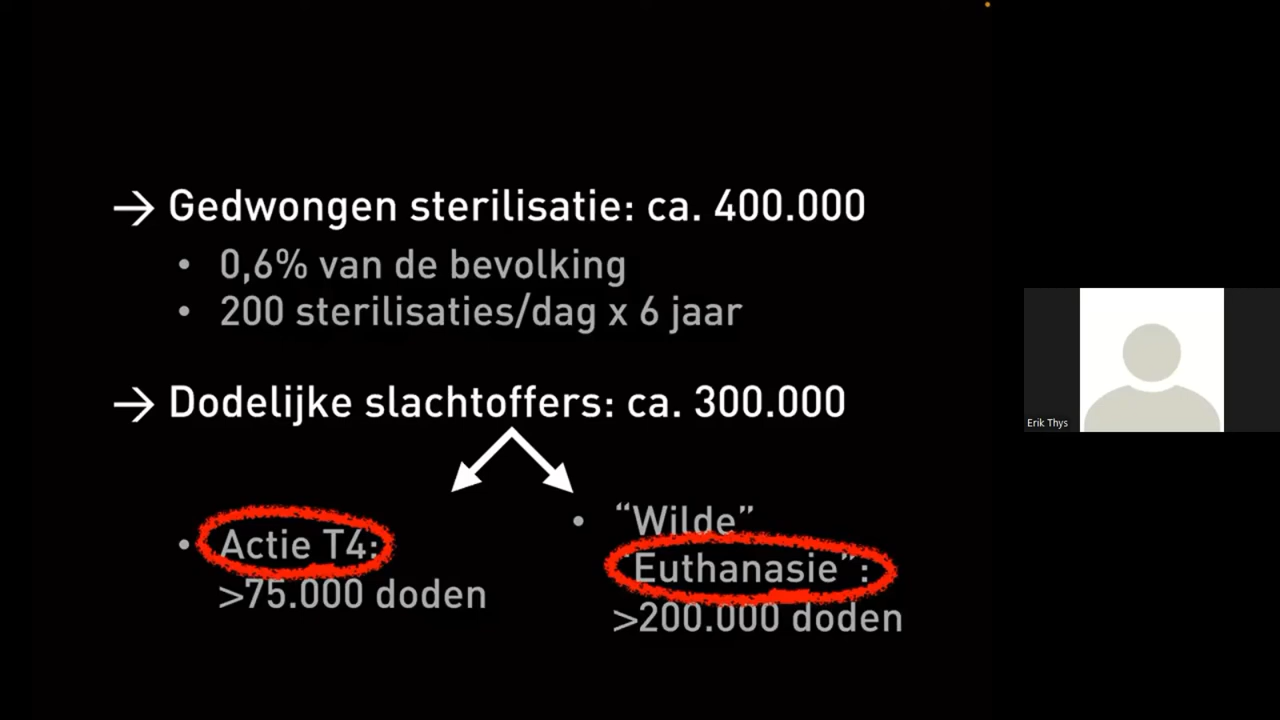 → Gedwongen sterilisatie: ca. 400.000
• 0,6% van de bevolking
• 200 sterilisaties/dag x 6 jaar
→ Dodelijke slachtoffers: ca. 300.000
• Actie T4:
>75.000 doden
• “Wilde”
“Euthanasie”:
>200.000 doden
Erik Thys